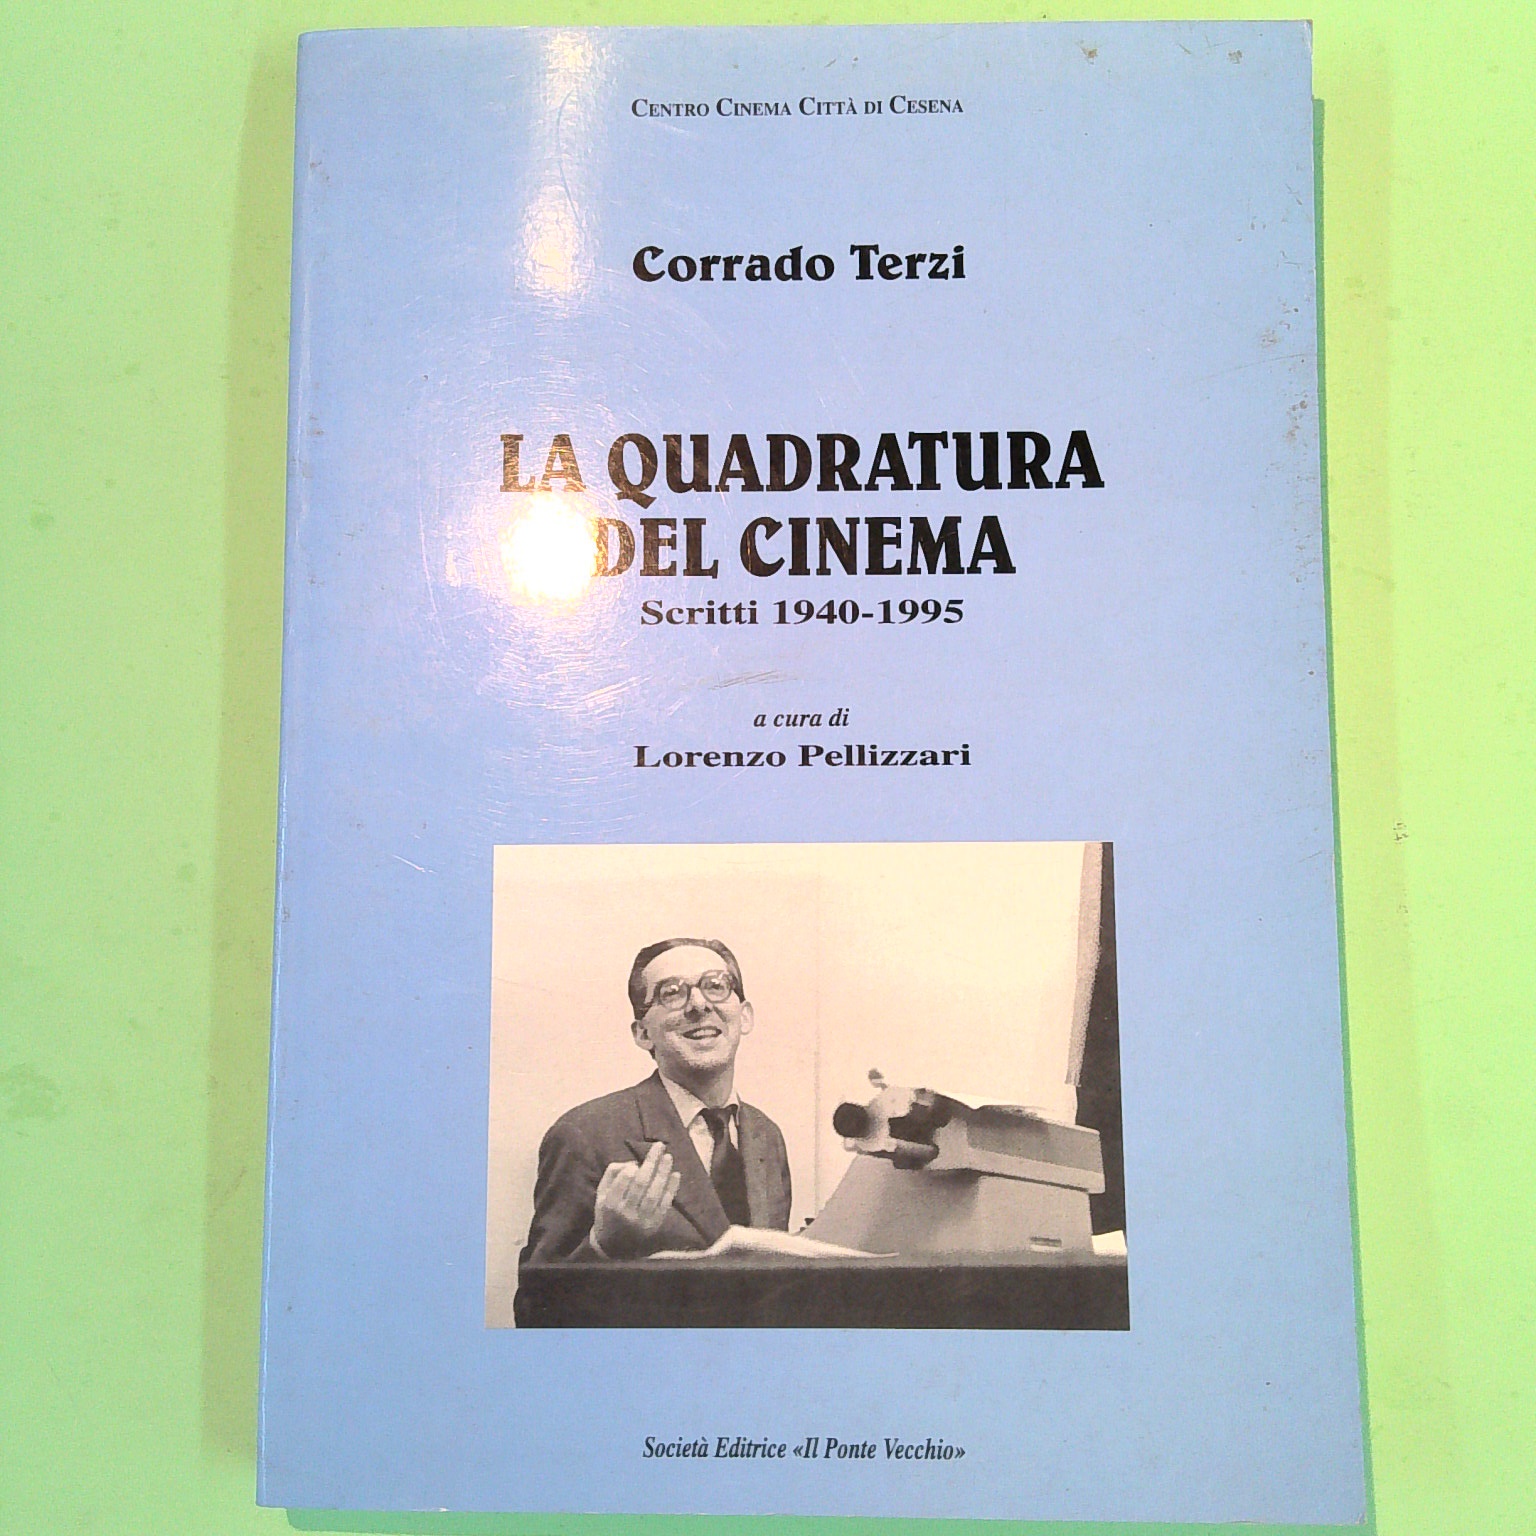 CENTRO CINEMA CITTÀ DI CESENA
Corrado Terzi
LA QUADRATURA
DEL CINEMA
Scritti 1940-1995
a cura di
Lorenzo Pellizzari
Società Editrice «Il Ponte Vecchio»